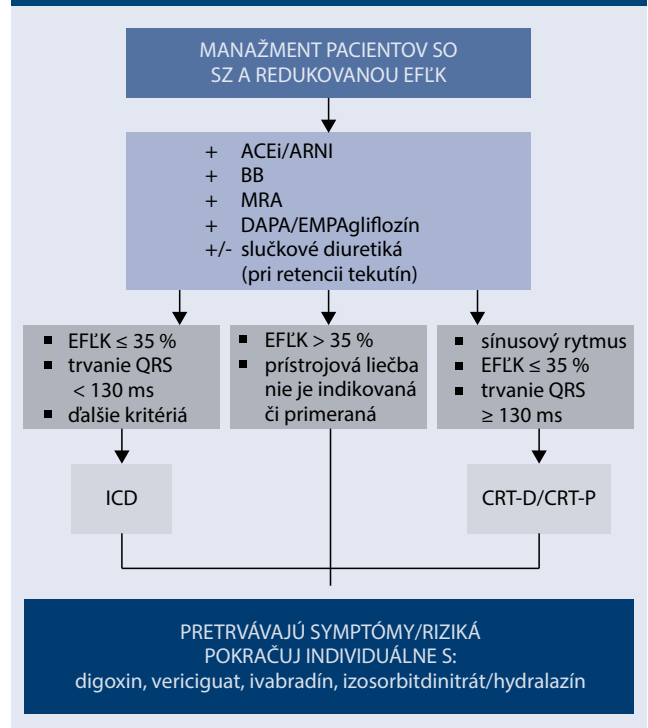 MANAŽMENT PACIENTOV SO
SZ A REDUKOVANOU EFĽK
+ ACEi/ARNI
+ BB
+ MRA
+ DAPA/EMPAgliflozín
+/- slučkové diuretiká
(pri retencii tekutín)
▪ EFĽK ≤ 35 %
▪ trvanie QRS
< 130 ms
▪ ďalšie kritériá
▪ EFĽK > 35 %
▪ prístrojová liečba
nie je indikovaná
či primeraná
▪ sínusový rytmus
▪ EFĽK ≤ 35 %
▪ trvanie QRS
≥ 130 ms
ICD
CRT-D/CRT-P
PRETRVÁVAJÚ SYMPTÓMY/RIZIKÁ
POKRAČUJ INDIVIDUÁLNE S:
digoxin, vericiguat, ivabradín, izosorbitdinitrát/hydralazín